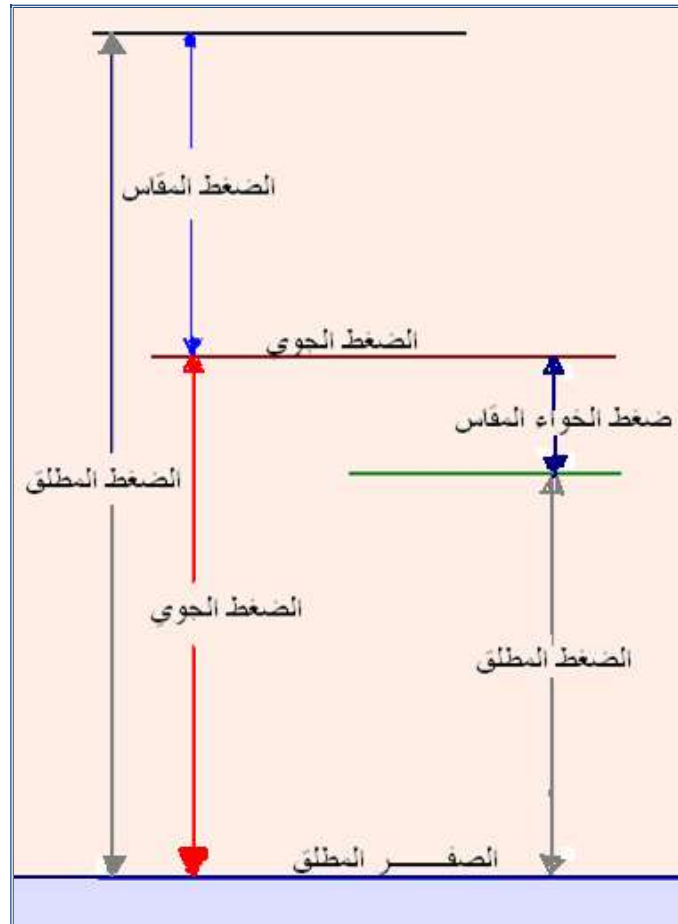 الضغط المقاس
الضغط الجوي
ضغط الخواء المقاس
الضغط المطلق
الضغط الجوي
الضغط المطلق
الصفـــــر المطلق